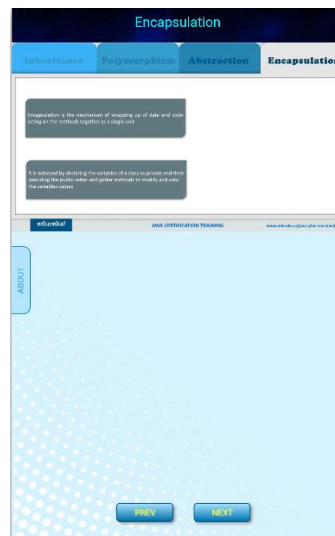 Encapsulation
Inheritance Polymorphism Abstraction Encapsulation
Encapsulation is the mechanism of wrapping up of data and code
acting on the methods together as a single unit
It is achieved by declaring the variables of a class as private and then
providing the public setter and getter methods to modify and view
the variables values
edureka! JAVA CERTIFICATION TRAINING
ABOUT
PREV NEXT